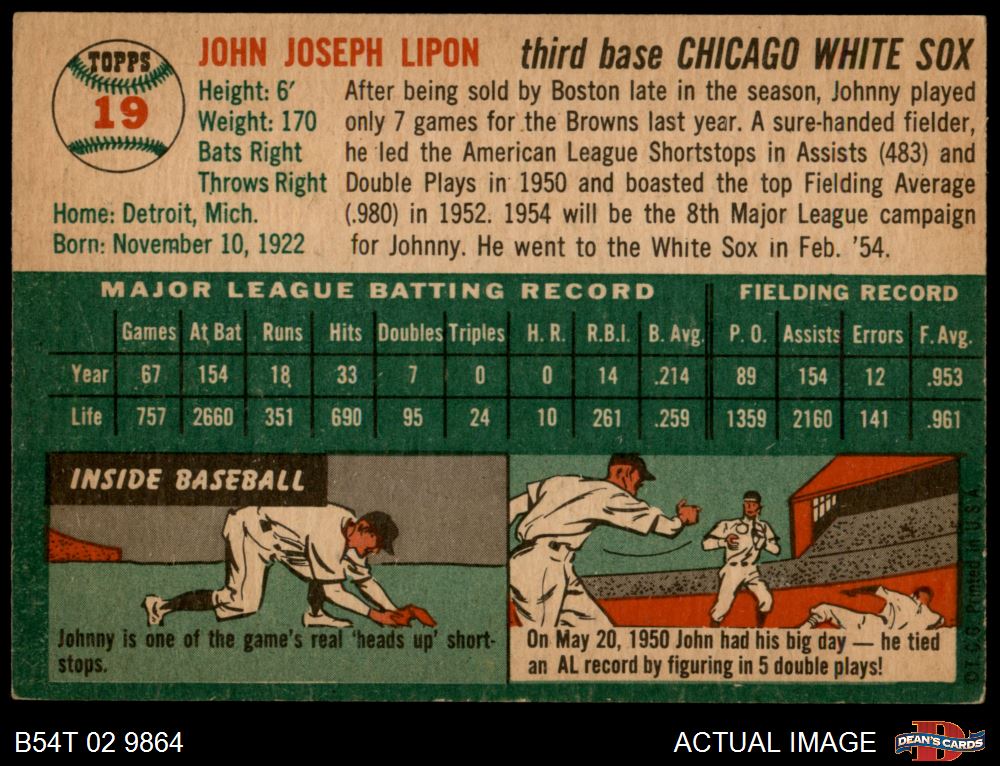 TOPPS
19
JOHN JOSEPH LIPON third base CHICAGO WHITE SOX
Height: 6′
Weight: 170
Bats Right
Throws Right
Home: Detroit, Mich.
Born: November 10, 1922
After being sold by Boston late in the season, Johnny played
only 7 games for the Browns last year. A sure-handed fielder,
he led the American League Shortstops in Assists (483) and
Double Plays in 1950 and boasted the top Fielding Average
(.980) in 1952. 1954 will be the 8th Major League campaign
for Johnny. He went to the White Sox in Feb. '54.
MAJOR LEAGUE BATTING RECORD FIELDING RECORD
Games At Bat Runs Hits Doubles Triples H. R. R.B.I. B. Avg. P. O. Assists Errors F. Avg.
Year 67 154 18 33 7 0 0 14 .214 89 154 12 .953
Life 757 2660 351 690 95 24 10 261 .259 1359 2160 141 .961
INSIDE BASEBALL
Johnny is one of the game's real 'heads up' short-
stops.
C
On May 20, 1950 John had his big day — he tied
an AL record by figuring in 5 double plays!
© T.C.G. Printed in U.S.A.
B54T 02 9864
ACTUAL IMAGE
D
DEAN'S CARDS